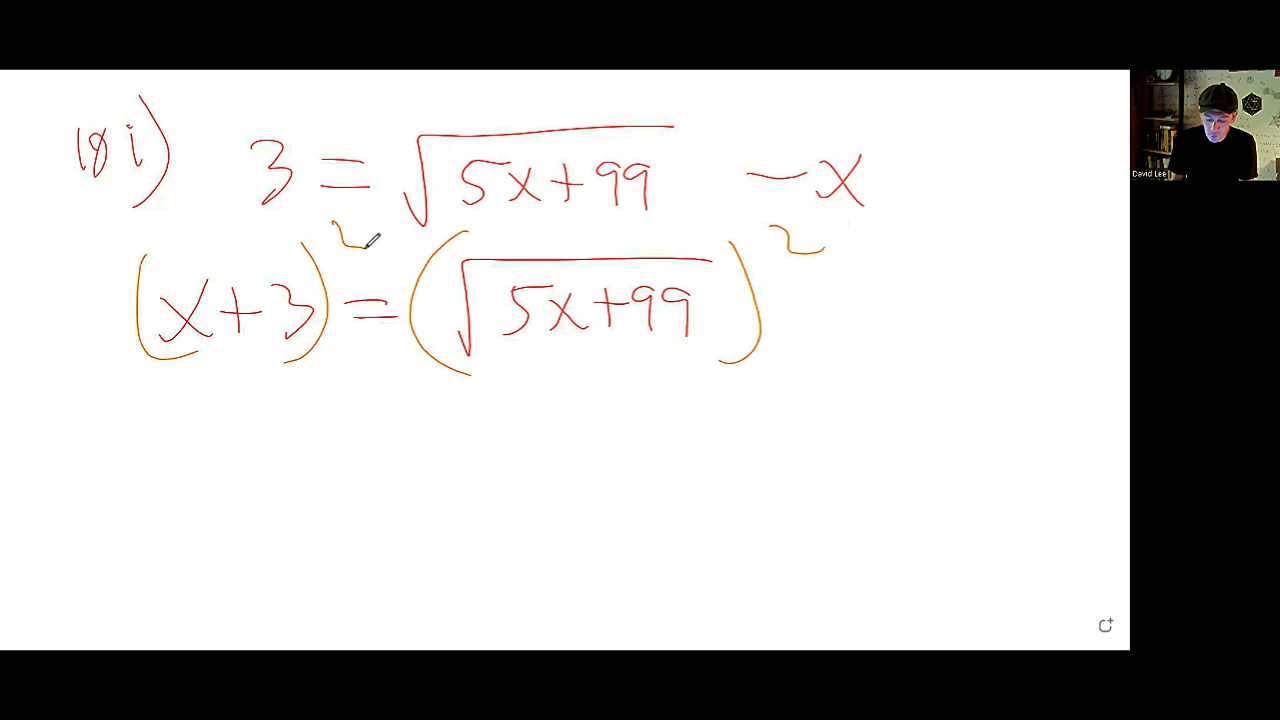 18 i) 3 = √(5x+99) - x
(x+3)² = (√(5x+99))²
David Lee